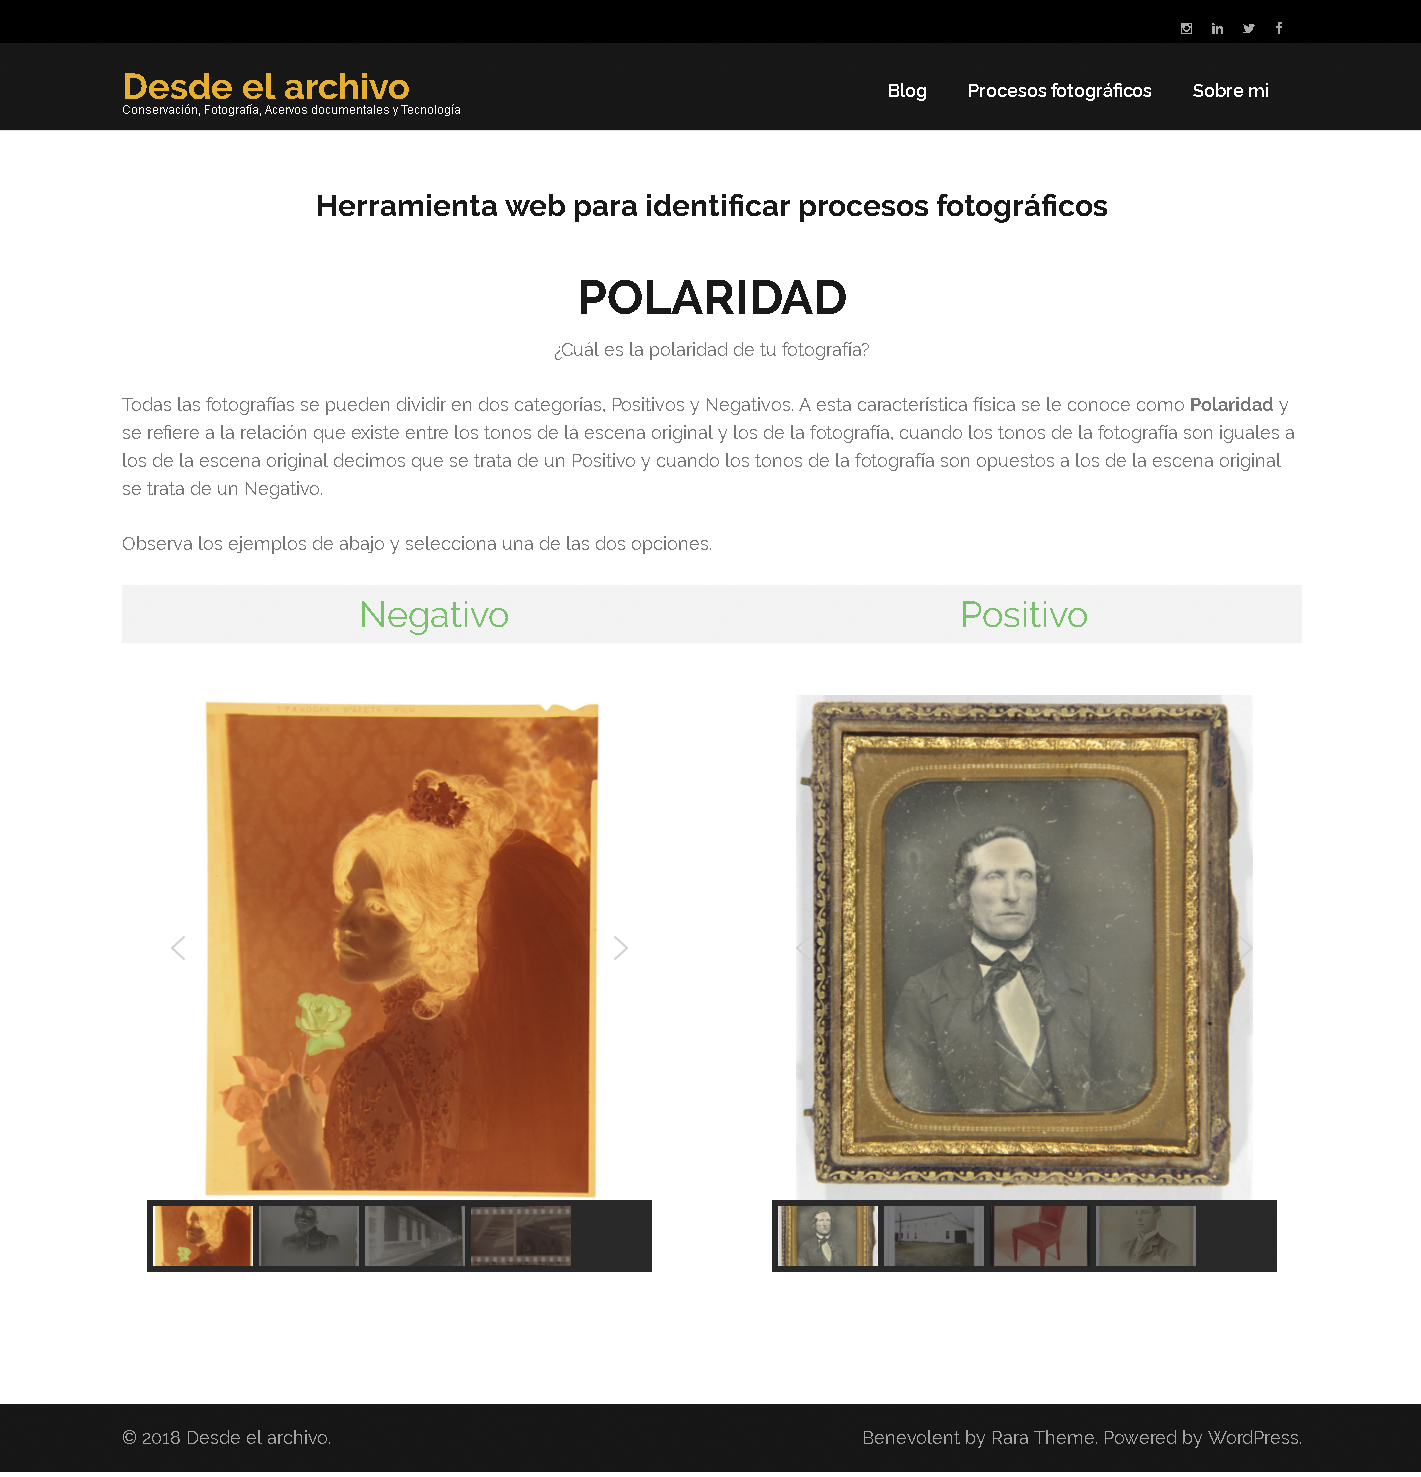 Desde el archivo
Conservación, Fotografía, Acervos documentales y Tecnología
Blog
Procesos fotográficos
Sobre mi
Herramienta web para identificar procesos fotográficos
POLARIDAD
¿Cuál es la polaridad de tu fotografía?
Todas las fotografías se pueden dividir en dos categorías, Positivos y Negativos. A esta característica física se le conoce como Polaridad y
se refiere a la relación que existe entre los tonos de la escena original y los de la fotografía, cuando los tonos de la fotografía son iguales a
los de la escena original decimos que se trata de un Positivo y cuando los tonos de la fotografía son opuestos a los de la escena original
se trata de un Negativo.
Observa los ejemplos de abajo y selecciona una de las dos opciones.
Negativo
Positivo
© 2018 Desde el archivo.
Benevolent by Rara Theme. Powered by WordPress.